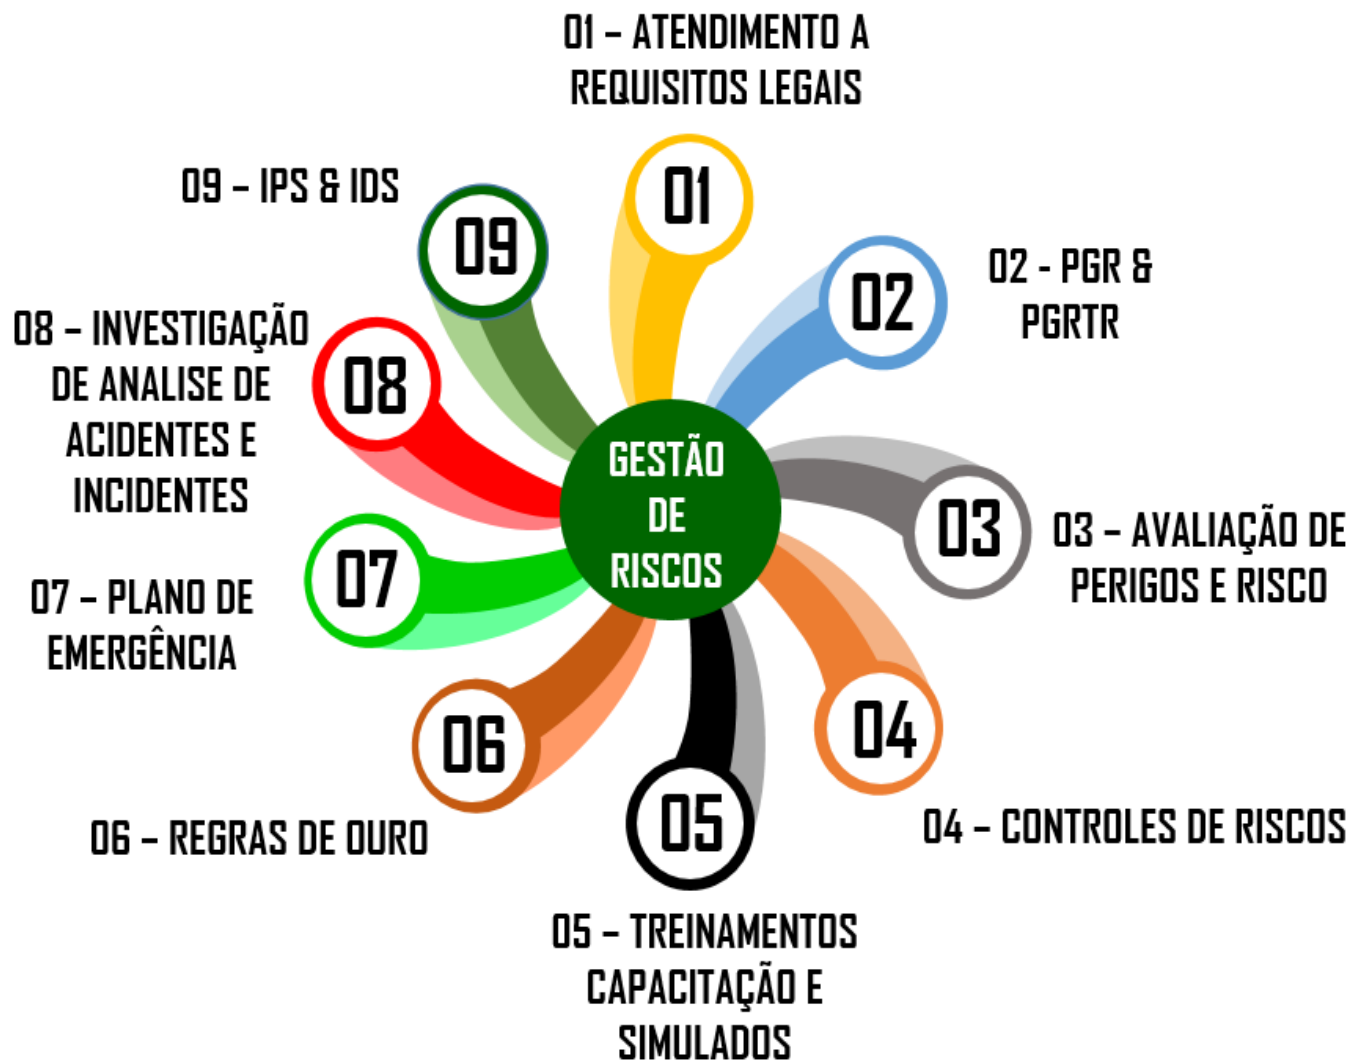 01 – ATENDIMENTO A
REQUISITOS LEGAIS
01
02 - PGR &
PGRTR
02
03 – AVALIAÇÃO DE
PERIGOS E RISCO
03
04 – CONTROLES DE RISCOS
04
05 – TREINAMENTOS
CAPACITAÇÃO E
SIMULADOS
05
06 – REGRAS DE OURO
06
07 – PLANO DE
EMERGÊNCIA
07
08 – INVESTIGAÇÃO
DE ANALISE DE
ACIDENTES E
INCIDENTES
08
09 – IPS & IDS
09
GESTÃO
DE
RISCOS